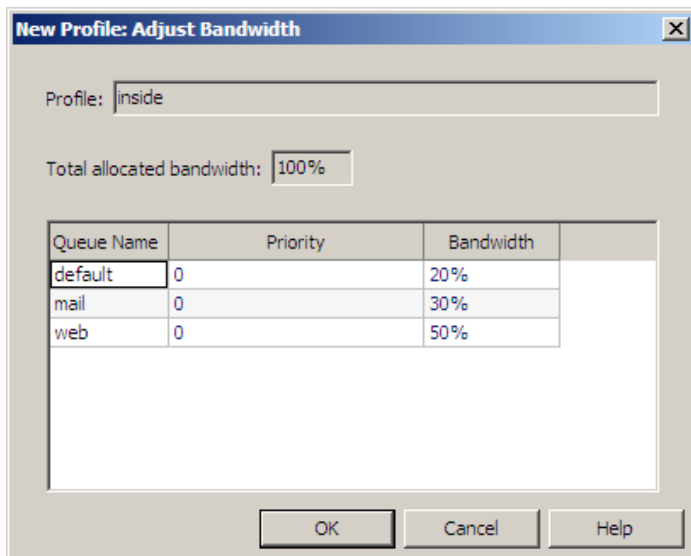 New Profile: Adjust Bandwidth
Profile: inside
Total allocated bandwidth: 100%
Queue Name Priority Bandwidth
default 0 20%
mail 0 30%
web 0 50%
OK Cancel Help